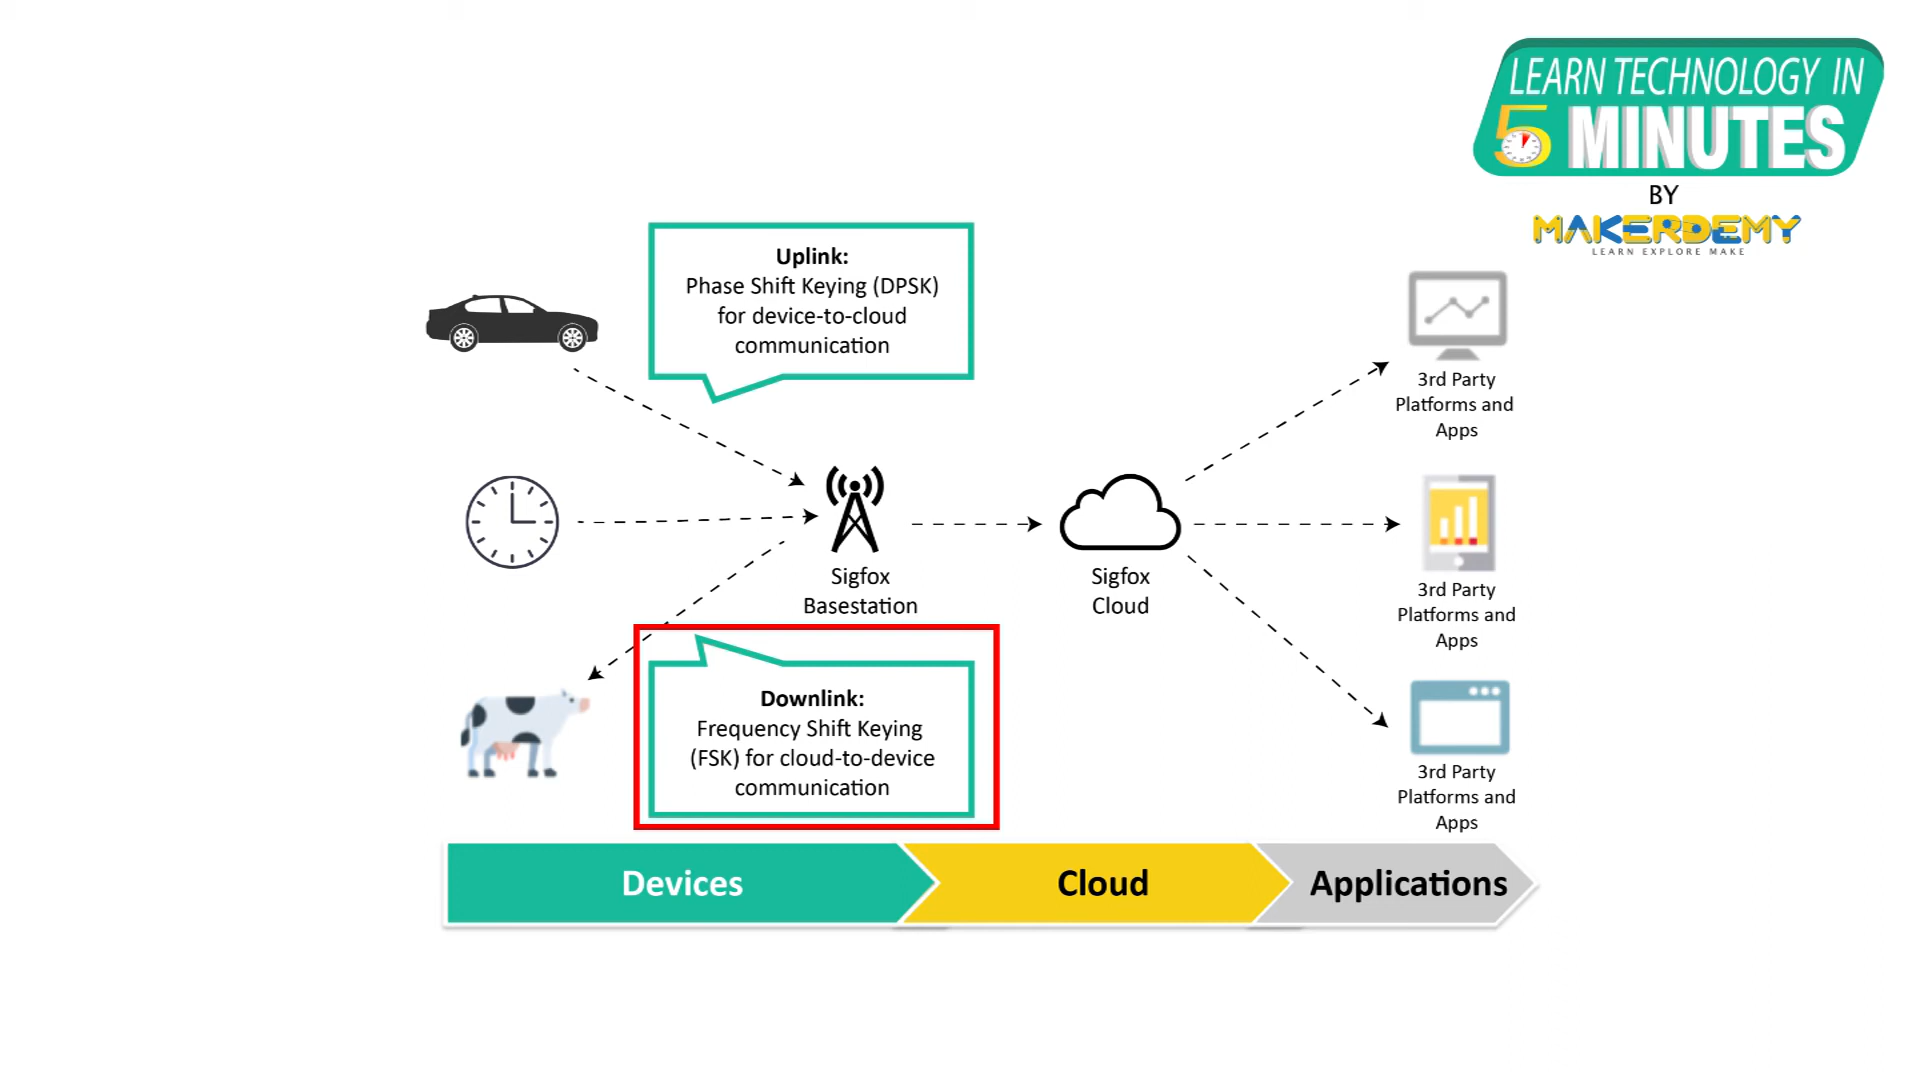 LEARN TECHNOLOGY IN
5 MINUTES
BY
MAKERDEMY
LEARN EXPLORE MAKE
Uplink:
Phase Shift Keying (DPSK)
for device-to-cloud
communication
3rd Party
Platforms and
Apps
Sigfox
Basestation
Sigfox
Cloud
3rd Party
Platforms and
Apps
Downlink:
Frequency Shift Keying
(FSK) for cloud-to-device
communication
3rd Party
Platforms and
Apps
Devices
Cloud
Applications